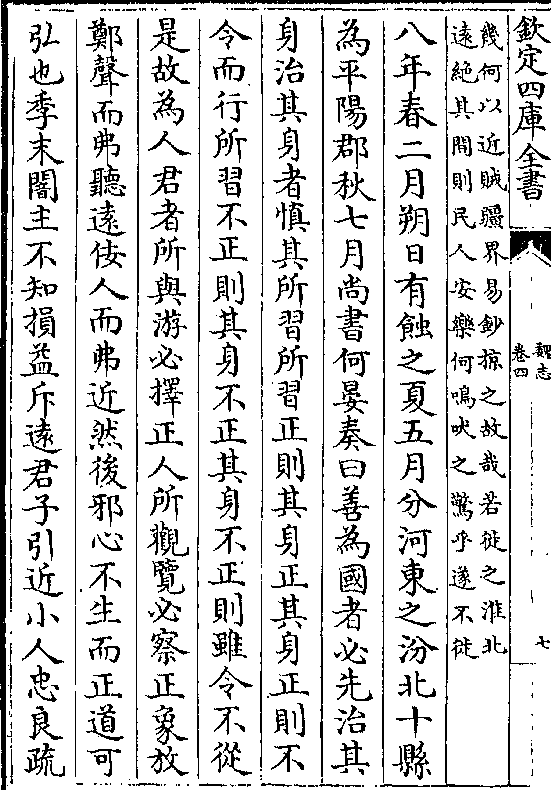 欽定四庫全書
魏志
卷四
七
幾何以近賊疆界易鈔掠之故哉若徙之淮北
遠絶其間則民人安樂何鳴吠之驚乎遂不徙
八年春二月朔日有蝕之夏五月分河東之汾北十縣
為平陽郡秋七月尚書何晏奏曰善為國者必先治其
身治其身者慎其所習所習正則其身正其身正則不
令而行所習不正則其身不正其身不正則雖令不從
是故為人君者所與游必擇正人所觀覽必察正象放
鄭聲而弗聽逺佞人而弗近然後邪心不生而正道可
弘也季末闇主不知損益斥遠君子引近小人忠良疏